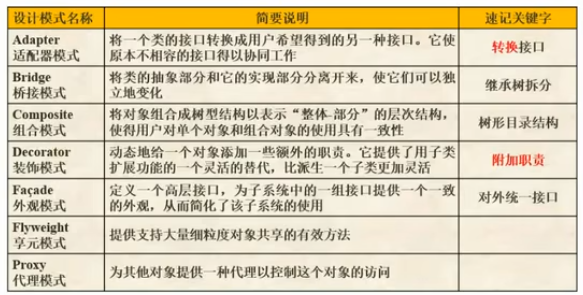 设计模式名称 简要说明 速记关键字
Adapter
适配器模式
将一个类的接口转换成用户希望得到的另一种接口。它使
原本不相容的接口得以协同工作
转换接口
Bridge
桥接模式
将类的抽象部分和它的实现部分分离开来，使它们可以独
立地变化
继承树拆分
Composite
组合模式
将对象组合成树型结构以表示“整体-部分”的层次结构，
使得用户对单个对象和组合对象的使用具有一致性
树形目录结构
Decorator
装饰模式
动态地给一个对象添加一些额外的职责。它提供了用子类
扩展功能的一个灵活的替代，比派生一个子类更加灵活
附加职责
Façade
外观模式
定义一个高层接口，为子系统中的一组接口提供一个一致
的外观，从而简化了该子系统的使用
对外统一接口
Flyweight
享元模式
提供支持大量细粒度对象共享的有效方法
Proxy
代理模式
为其他对象提供一种代理以控制这个对象的访问